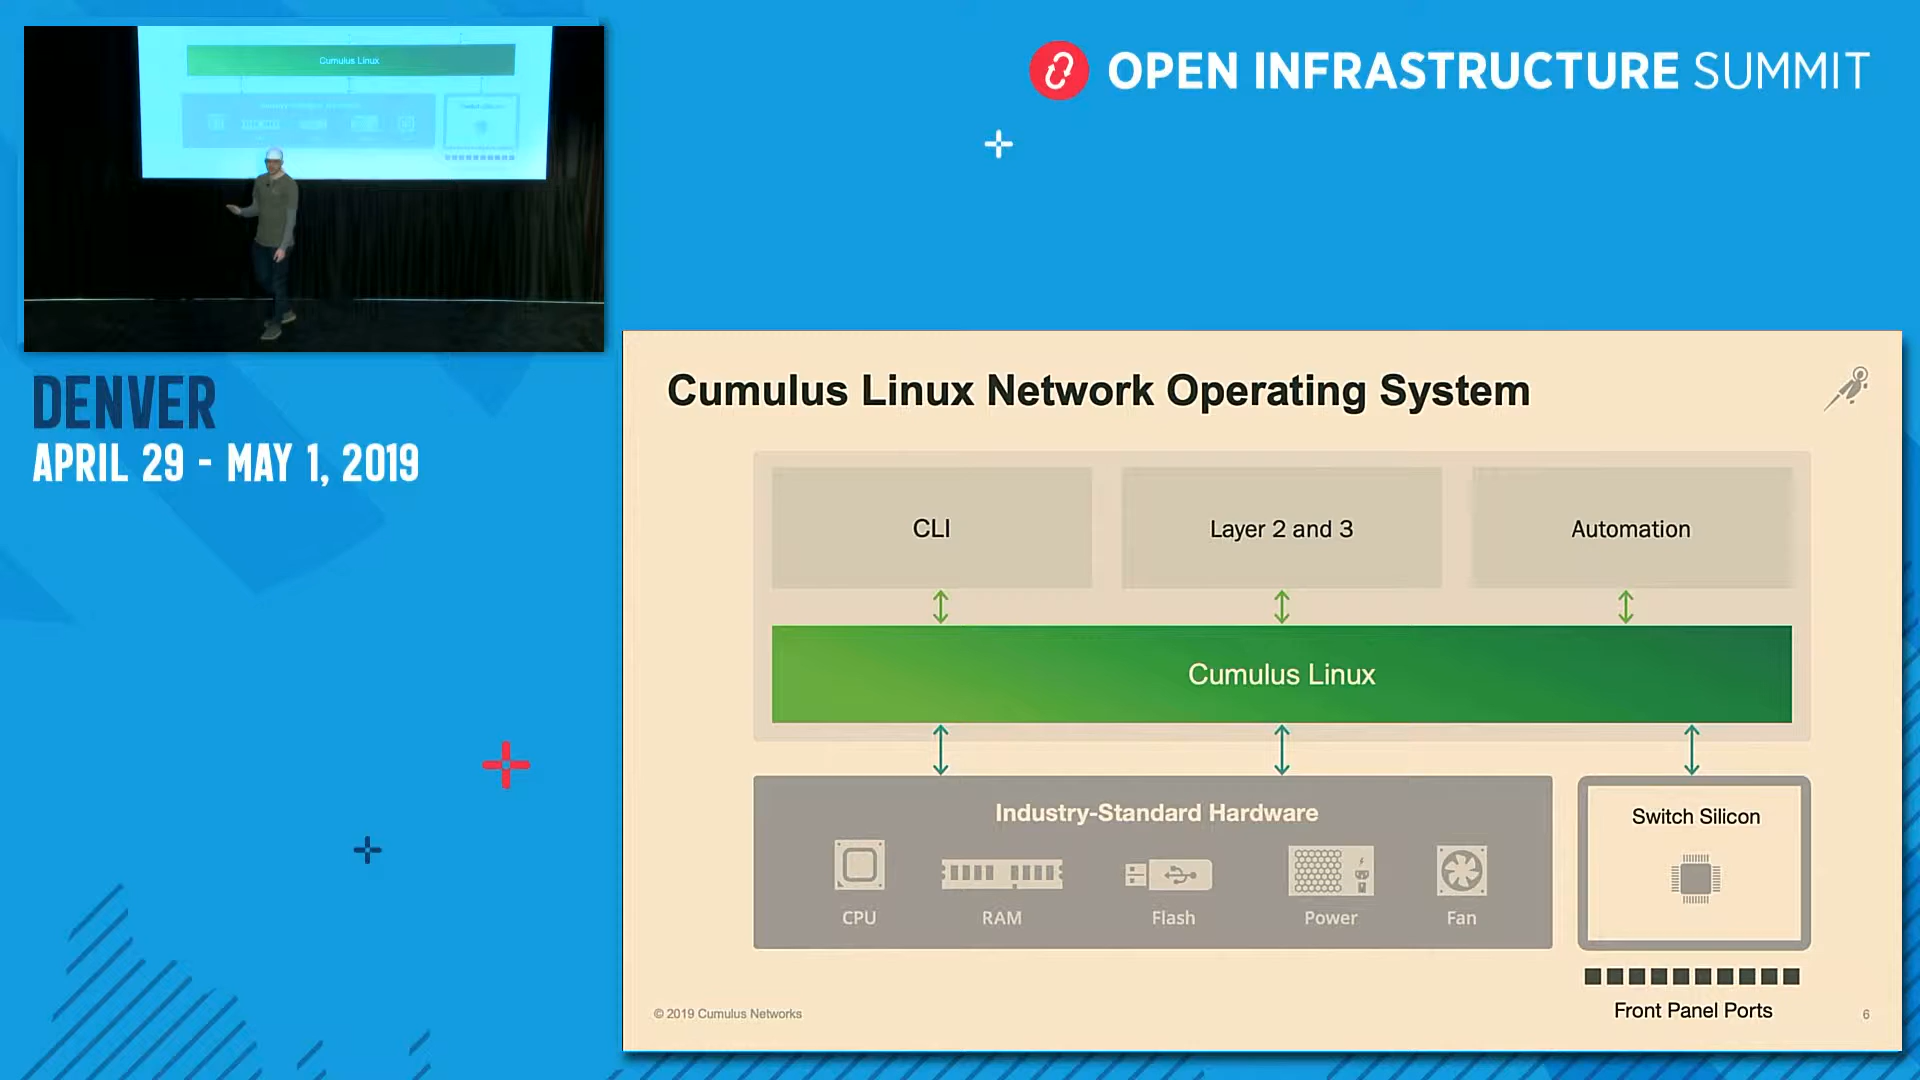 Cumulus Linux
OPEN INFRASTRUCTURE SUMMIT
DENVER
APRIL 29 - MAY 1, 2019
Cumulus Linux Network Operating System
CLI
Layer 2 and 3
Automation
Cumulus Linux
Industry-Standard Hardware
CPU
RAM
Flash
Power
Fan
Switch Silicon
Front Panel Ports
© 2019 Cumulus Networks
6